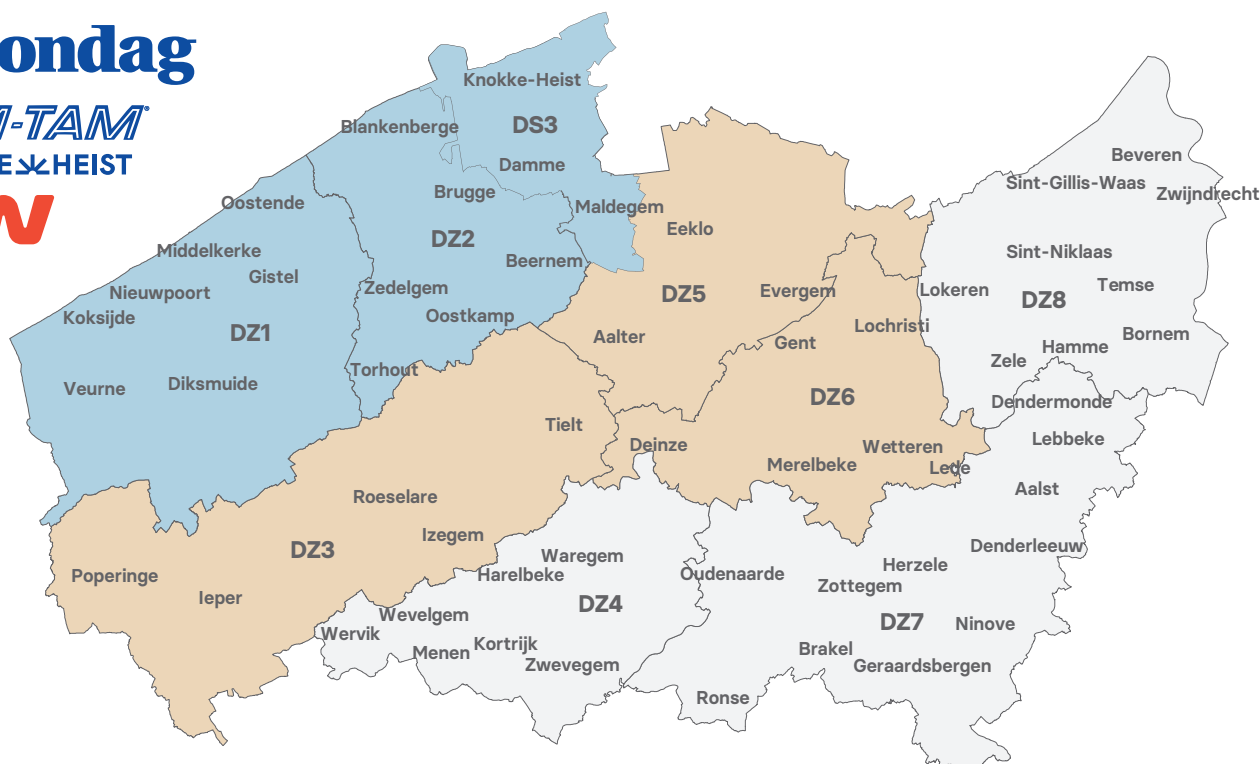 ondag
-TAM
E HEIST
Knokke-Heist
DS3
Blankenberge
Damme
Brugge
Maldegem
DZ2
Beernem
Zedelgem
Oostkamp
Torhout
Oostende
Middelkerke
Gistel
Nieuwpoort
Koksijde
DZ1
Veurne
Diksmuide
Eeklo
DZ5
Evergem
Aalter
Lochristi
Gent
DZ6
Deinze
Wetteren
Merelbeke
Lede
Beveren
Sint-Gillis-Waas
Zwijndrecht
Sint-Niklaas
Temse
Lokeren
DZ8
Bornem
Hamme
Zele
Dendermonde
Lebbeke
Aalst
Denderleeuw
Herzele
Oudenaarde
Zottegem
DZ7
Ninove
Brakel
Geraardsbergen
Ronse
Tielt
Roeselare
Izegem
DZ3
Poperinge
Ieper
Waregem
Harelbeke
DZ4
Wevelgem
Wervik
Kortrijk
Menen
Zwevegem